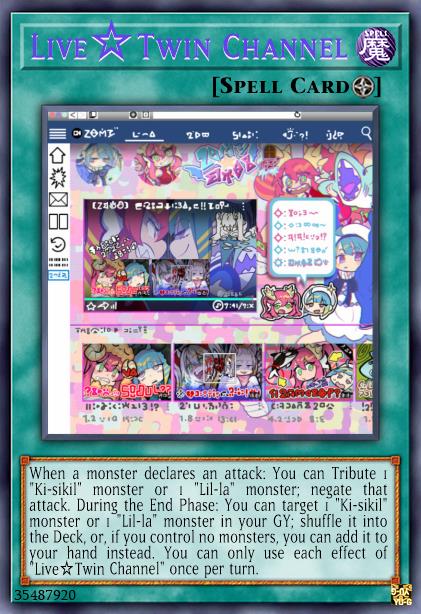 Live☆Twin Channel
SPELL
魔
[Spell Card]
When a monster declares an attack: You can Tribute 1
"Ki-sikil" monster or 1 "Lil-la" monster; negate that
attack. During the End Phase: You can target 1 "Ki-sikil"
monster or 1 "Lil-la" monster in your GY; shuffle it into
the Deck, or, if you control no monsters, you can add it to
your hand instead. You can only use each effect of
"Live☆Twin Channel" once per turn.
35487920